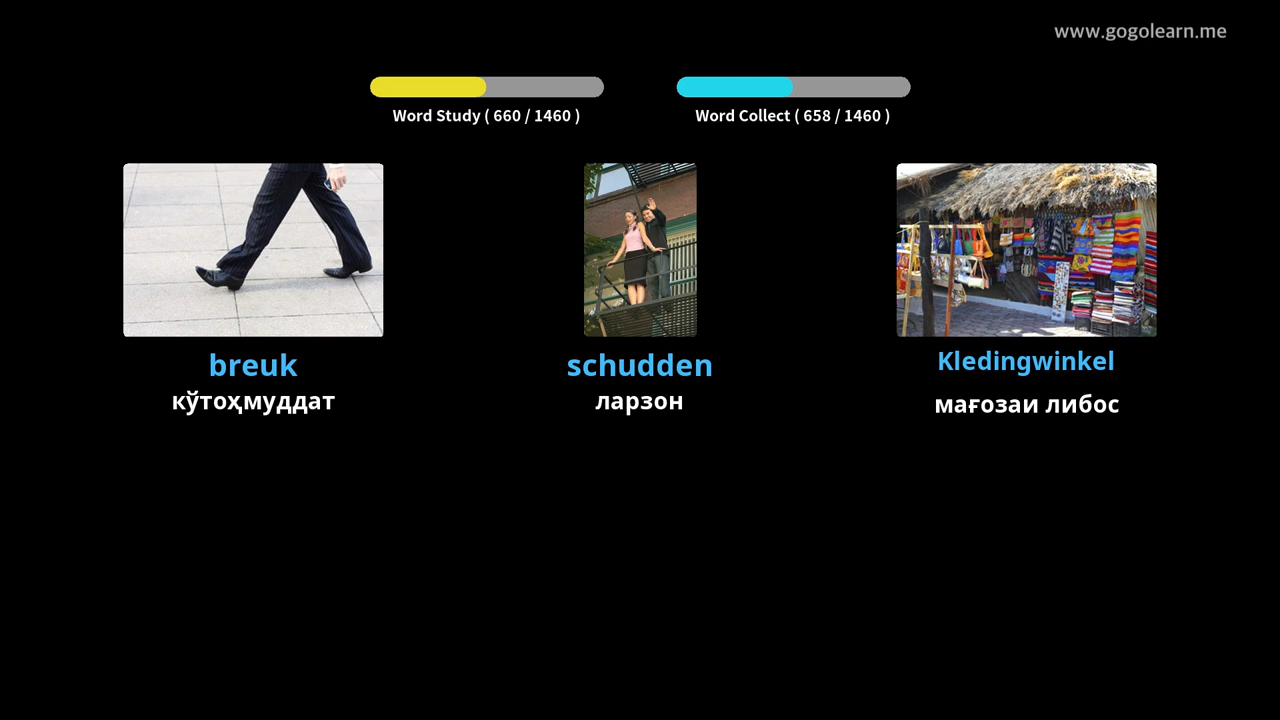 www.gogolearn.me
Word Study ( 660 / 1460 )
Word Collect ( 658 / 1460 )
breuk
кӯтоҳмуддат
schudden
ларзон
Kledingwinkel
мағозаи либос